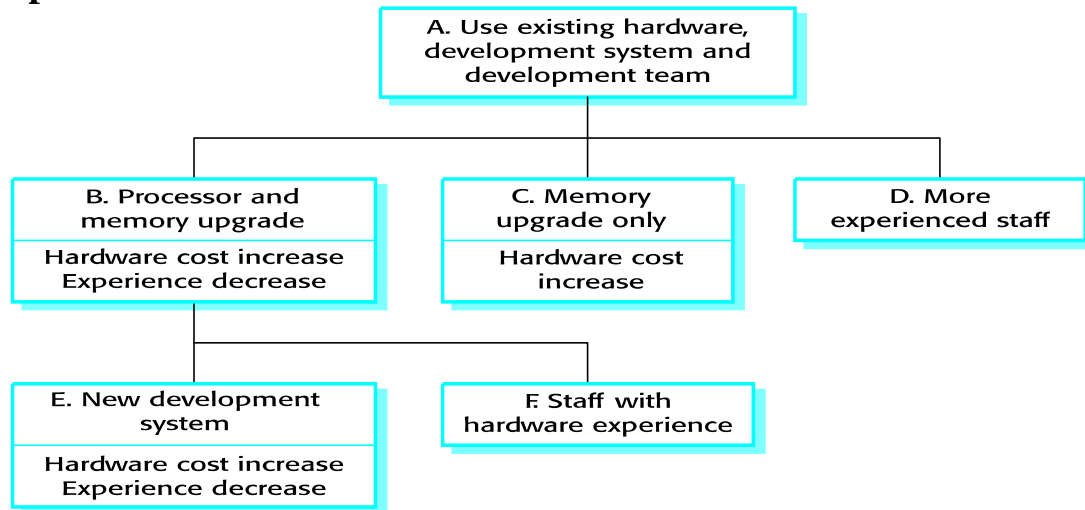 A. Use existing hardware,
development system and
development team
B. Processor and
memory upgrade
Hardware cost increase
Experience decrease
C. Memory
upgrade only
Hardware cost
increase
D. More
experienced staff
E. New development
system
Hardware cost increase
Experience decrease
F. Staff with
hardware experience